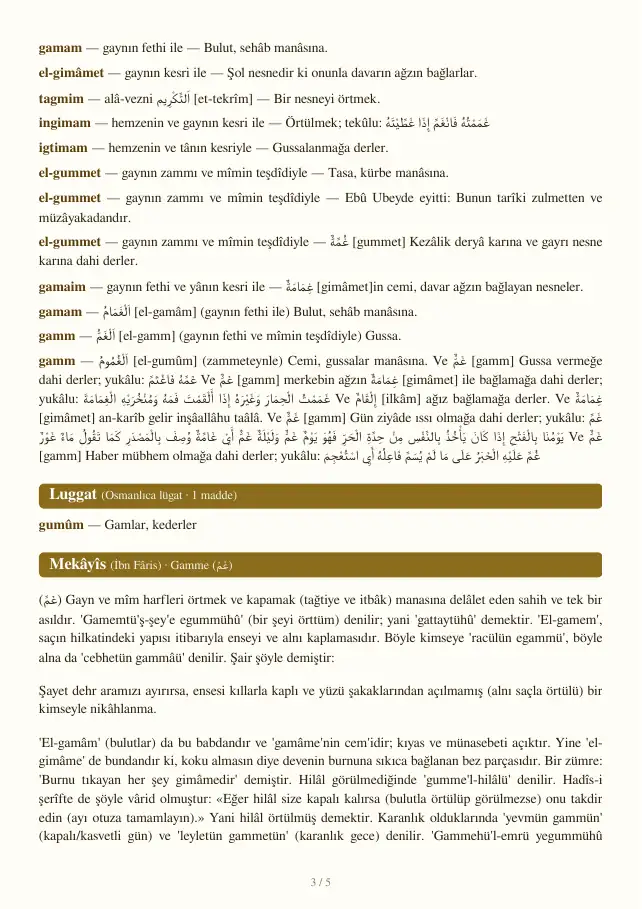 gamam — gaynın fethi ile — Bulut, sehâb manâsına.
el-gimâmet — gaynın kesri ile — Şol nesnedir ki onunla davarın ağzın bağlarlar.
tagmim — alâ-vezni اَلتَّكْرِيمِ [et-tekrîm] — Bir nesneyi örtmek.
ingimam — hemzenin ve gaynın kesri ile — Örtülmek; tekûlu: غَمَمْتُهُ فَانْغَمَّ إِذَا غَطَّيْتَهُ
igtimam — hemzenin ve tânın kesriyle — Gussalanmağa derler.
el-gummet — gaynın zammı ve mîmin teşdîdiyle — Tasa, kürbe manâsına.
el-gummet — gaynın zammı ve mîmin teşdîdiyle — Ebû Ubeyde eyitti: Bunun tarîki zulmetten ve
müzâyakadandır.
el-gummet — gaynın zammı ve mîmin teşdîdiyle — غُمَّةٌ [gummet] Kezâlik deryâ karına ve gayrı nesne
karına dahi derler.
gamaim — gaynın fethi ve yânın kesri ile — غِمَامَةٌ [gimâmet]in cemi, davar ağzın bağlayan nesneler.
gamam — اَلْغَمَامُ [el-gamâm] (gaynın fethi ile) Bulut, sehâb manâsına.
gamm — اَلْغَمُّ [el-gamm] (gaynın fethi ve mîmin teşdîdiyle) Gussa.
gamm — اَلْغُمُومُ [el-gumûm] (zammeteynle) Cemi, gussalar manâsına. Ve غَمٌّ [gamm] Gussa vermeğe
dahi derler; yukâlu: غَمَّهُ فَاغْتَمَّ Ve غَمٌّ [gamm] merkebin ağzın غِمَامَةٌ [gimâmet] ile bağlamağa dahi derler;
yukâlu: غَمَمْتُ الْحِمَارَ وَغَيْرَهُ إِذَا أَلْقَمْتَ فَمَهُ وَمُنْخُرَيْهِ الْغِمَامَةَ Ve إِلْقَامٌ [ilkâm] ağız bağlamağa derler. Ve غِمَامَةٌ
[gimâmet] an-karîb gelir inşâallâhu taâlâ. Ve غَمٌّ [gamm] Gün ziyâde ıssı olmağa dahi derler; yukâlu: غَمَّ
يَوْمُنَا بِالْفَتْحِ إِذَا كَانَ يَأْخُذُ بِالنَّفْسِ مِنْ حِدَّةِ الْحَرِّ فَهُوَ يَوْمٌ غَمٌّ وَلَيْلَةٌ غَمٌّ أَيْ غَامَّةٌ وُصِفَ بِالْمَصْدَرِ كَمَا تَقُولُ مَاءٌ غَوْرٌ Ve غَمٌّ
[gamm] Haber mübhem olmağa dahi derler; yukâlu: غُمَّ عَلَيْهِ الْخَبَرُ عَلَى مَا لَمْ يُسَمَّ فَاعِلُهُ أَيِ اسْتُعْجِمَ
Luggat (Osmanlıca lügat · 1 madde)
gumûm — Gamlar, kederler
Mekâyîs (İbn Fâris) · Gamme (غَمَّ)
(غَمَّ) Gayn ve mîm harfleri örtmek ve kapamak (tağtiye ve itbâk) manasına delâlet eden sahih ve tek bir
asıldır. 'Gamemtü'ş-şey'e egummühû' (bir şeyi örttüm) denilir; yani 'gattaytühû' demektir. 'El-gamem',
saçın hilkatindeki yapısı itibarıyla enseyi ve alnı kaplamasıdır. Böyle kimseye 'racülün egammü', böyle
alna da 'cebhetün gammâü' denilir. Şair şöyle demiştir:
Şayet dehr aramızı ayırırsa, ensesi kıllarla kaplı ve yüzü şakaklarından açılmamış (alnı saçla örtülü) bir
kimseyle nikâhlanma.
'El-gamâm' (bulutlar) da bu babdandır ve 'gamâme'nin cem'idir; kıyas ve münasebeti açıktır. Yine 'el-
gimâme' de bundandır ki, koku almasın diye devenin burnuna sıkıca bağlanan bez parçasıdır. Bir zümre:
'Burnu tıkayan her şey gimâmedir' demiştir. Hilâl görülmediğinde 'gumme'l-hilâlü' denilir. Hadîs-i
şerîfte de şöyle vârid olmuştur: «Eğer hilâl size kapalı kalırsa (bulutla örtülüp görülmezse) onu takdir
edin (ayı otuza tamamlayın).» Yani hilâl örtülmüş demektir. Karanlık olduklarında 'yevmün gammün'
(kapalı/kasvetli gün) ve 'leyletün gammetün' (karanlık gece) denilir. 'Gammehü'l-emrü yegummühû
3 / 5